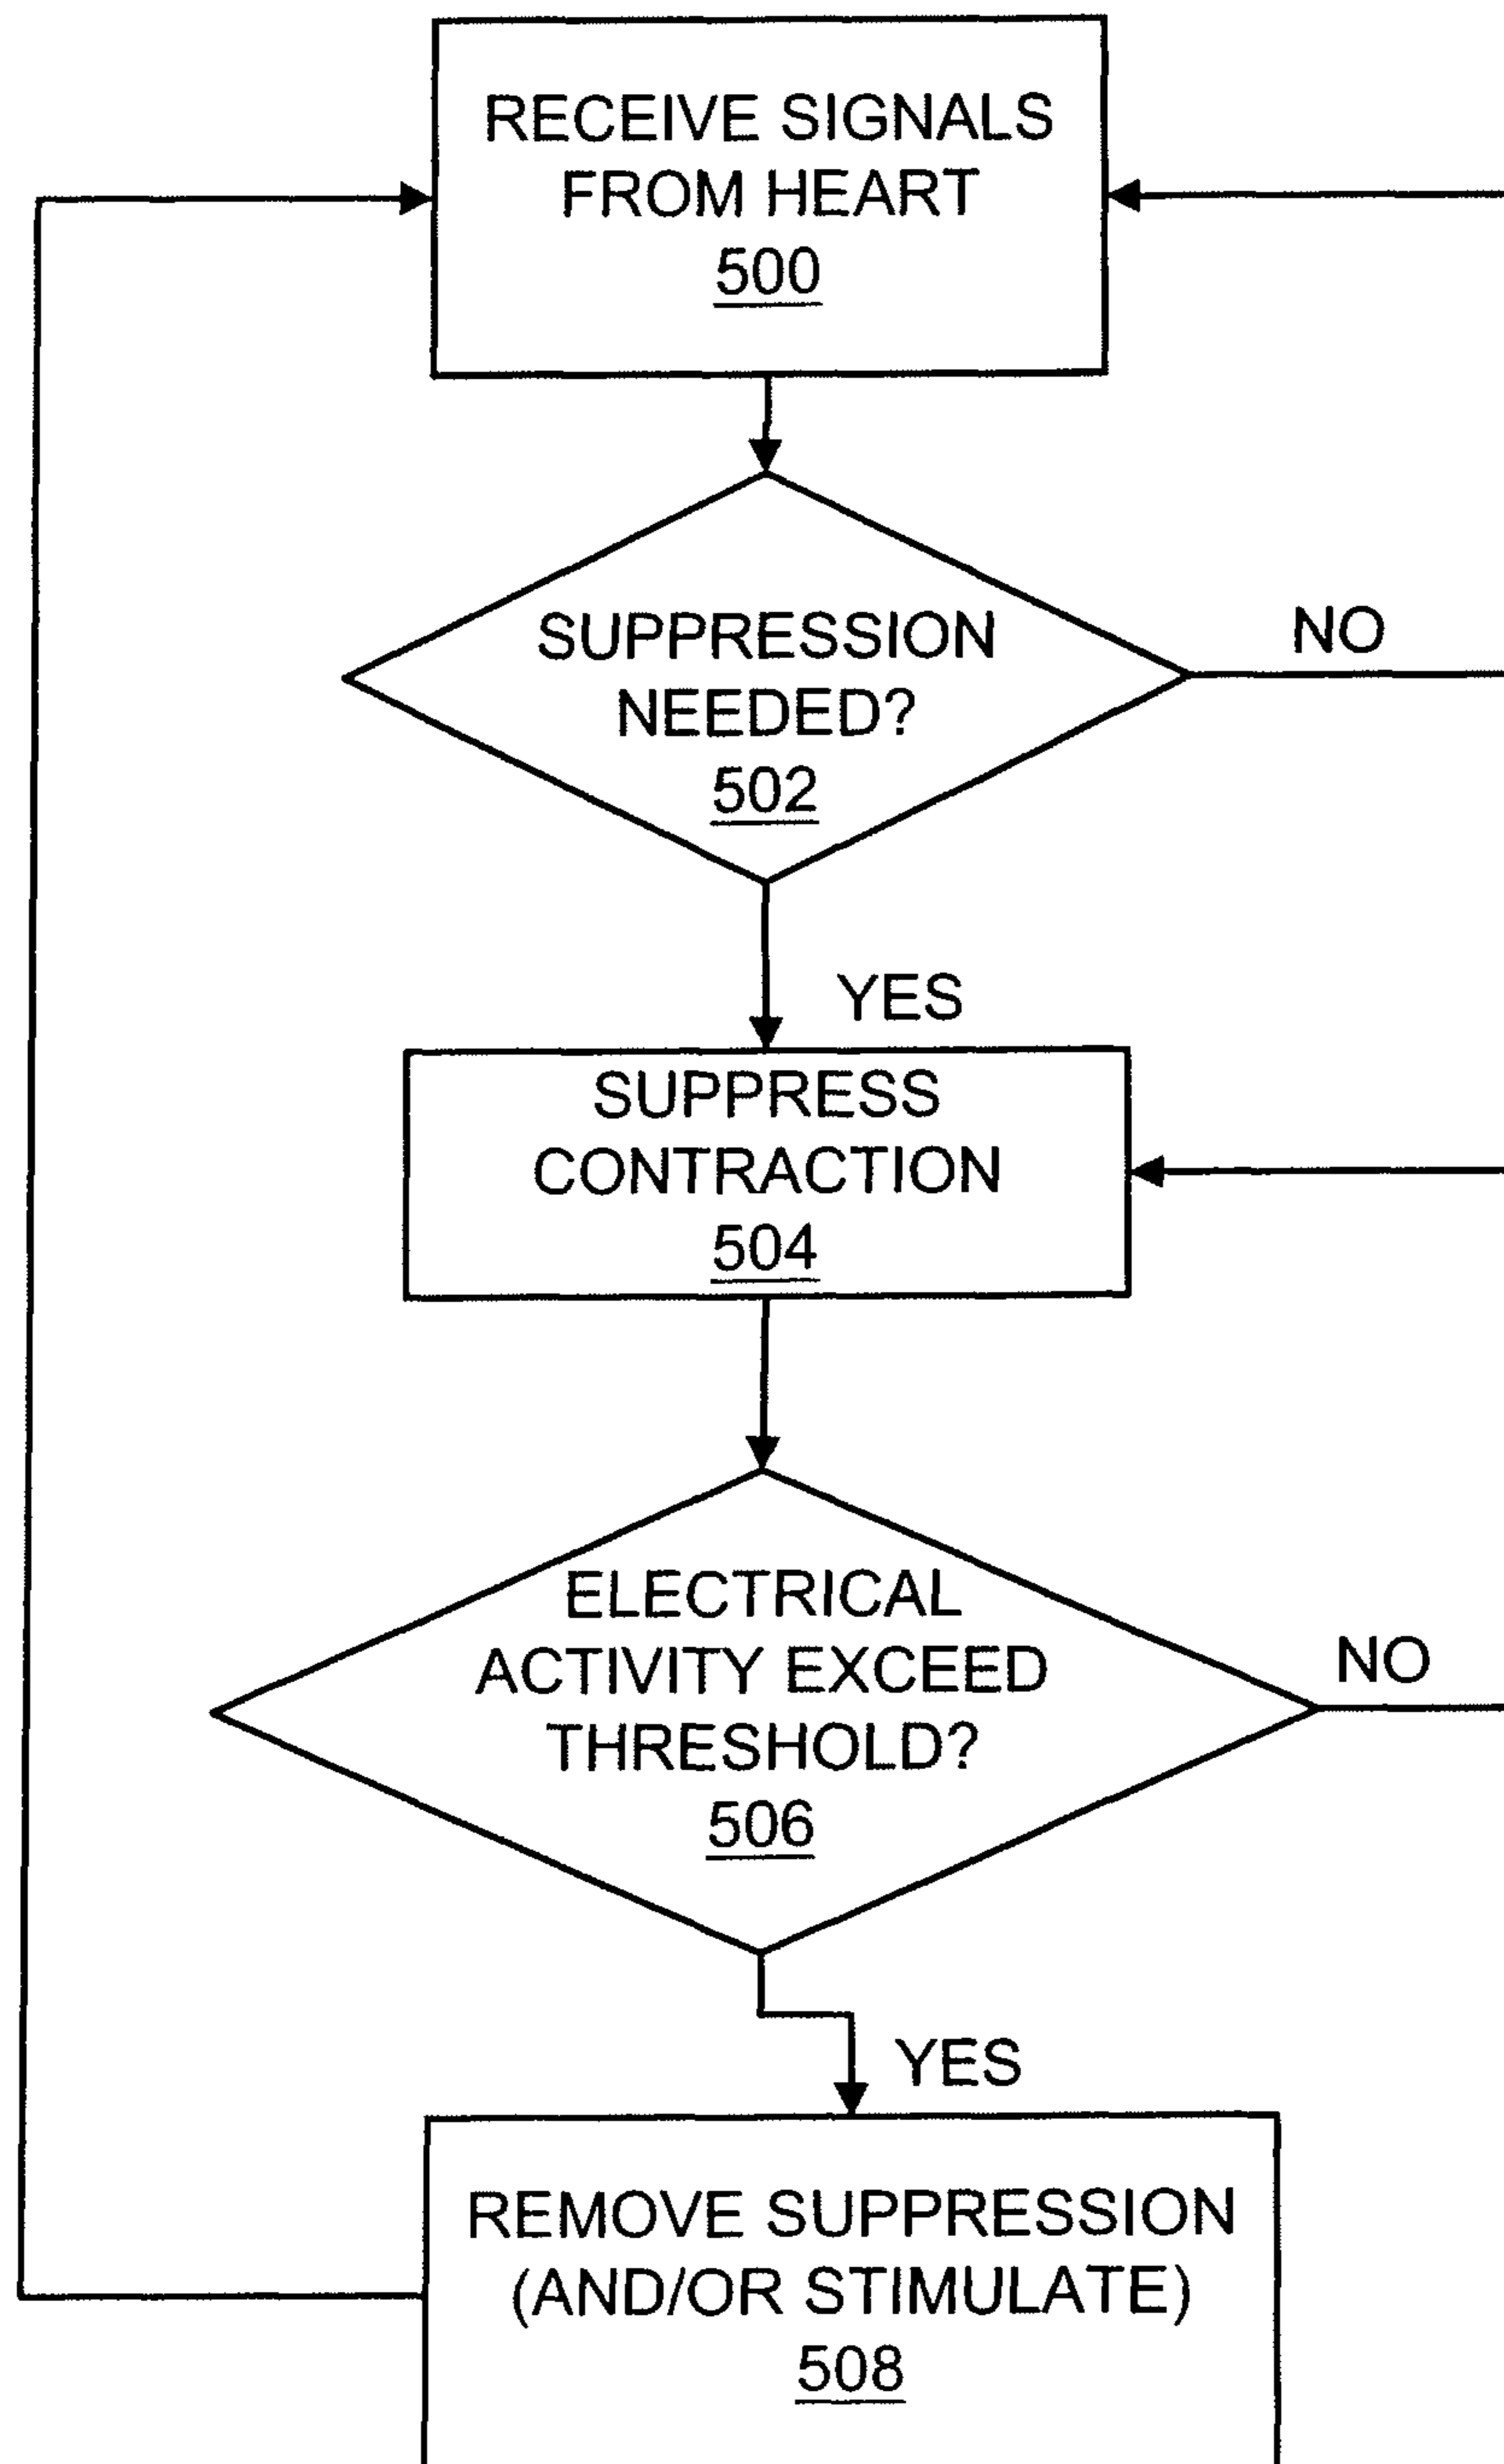 RECEIVE SIGNALS
FROM HEART
500
SUPPRESSION
NEEDED?
502
NO
YES
SUPPRESS
CONTRACTION
504
ELECTRICAL
ACTIVITY EXCEED
THRESHOLD?
506
NO
YES
REMOVE SUPPRESSION
(AND/OR STIMULATE)
508